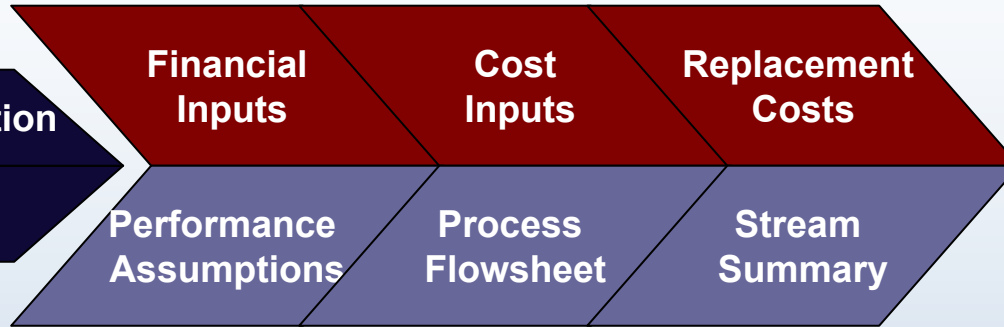 Financial
Inputs
Cost
Inputs
Replacement
Costs
tion
Performance
Assumptions
Process
Flowsheet
Stream
Summary